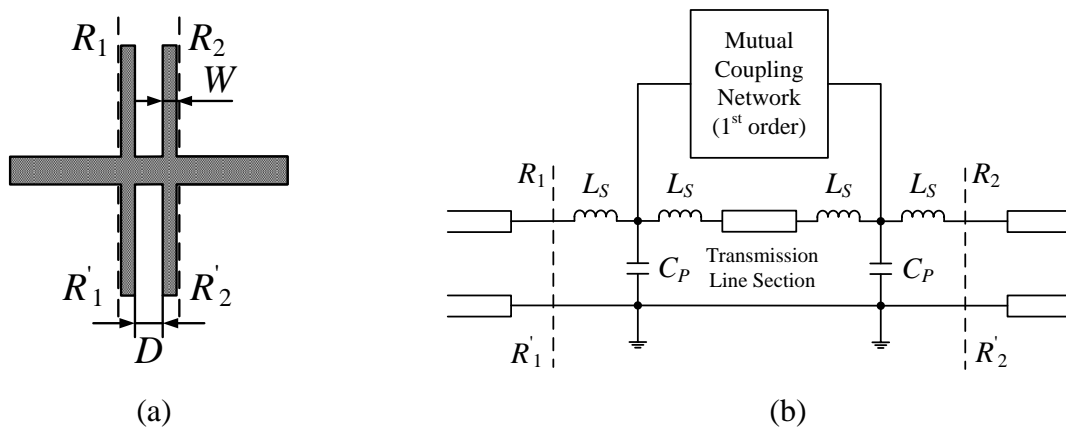 R1
R2
W
R'1
R'2
D
(a)
Mutual
Coupling
Network
(1st order)
R1
LS
LS
LS
LS
R2
CP
Transmission
Line Section
CP
R'1
R'2
(b)